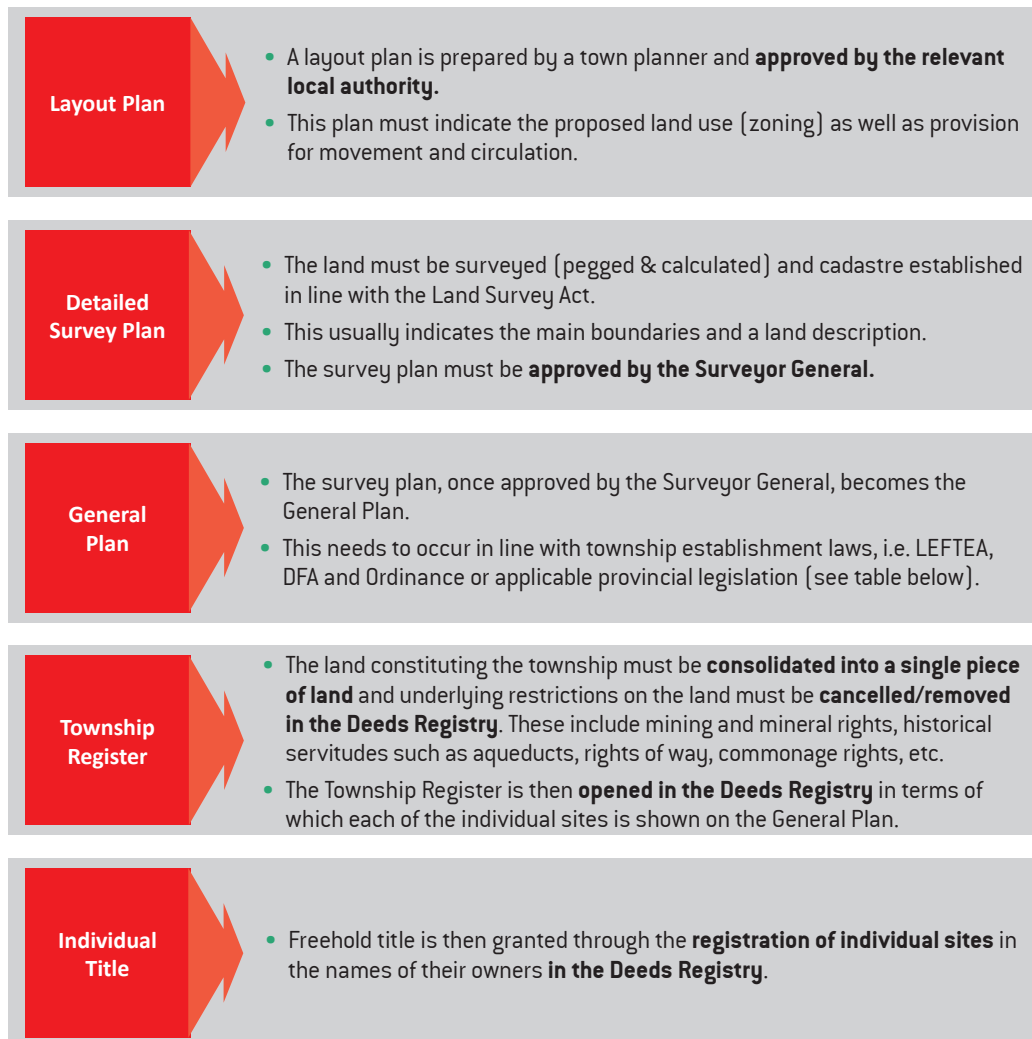 Layout Plan
• A layout plan is prepared by a town planner and approved by the relevant
local authority.
• This plan must indicate the proposed land use (zoning) as well as provision
for movement and circulation.
Detailed
Survey Plan
• The land must be surveyed (pegged & calculated) and cadastre established
in line with the Land Survey Act.
• This usually indicates the main boundaries and a land description.
• The survey plan must be approved by the Surveyor General.
General
Plan
• The survey plan, once approved by the Surveyor General, becomes the
General Plan.
• This needs to occur in line with township establishment laws, i.e. LEFTEA,
DFA and Ordinance or applicable provincial legislation (see table below).
Township
Register
• The land constituting the township must be consolidated into a single piece
of land and underlying restrictions on the land must be cancelled/removed
in the Deeds Registry. These include mining and mineral rights, historical
servitudes such as aqueducts, rights of way, commonage rights, etc.
• The Township Register is then opened in the Deeds Registry in terms of
which each of the individual sites is shown on the General Plan.
Individual
Title
• Freehold title is then granted through the registration of individual sites in
the names of their owners in the Deeds Registry.